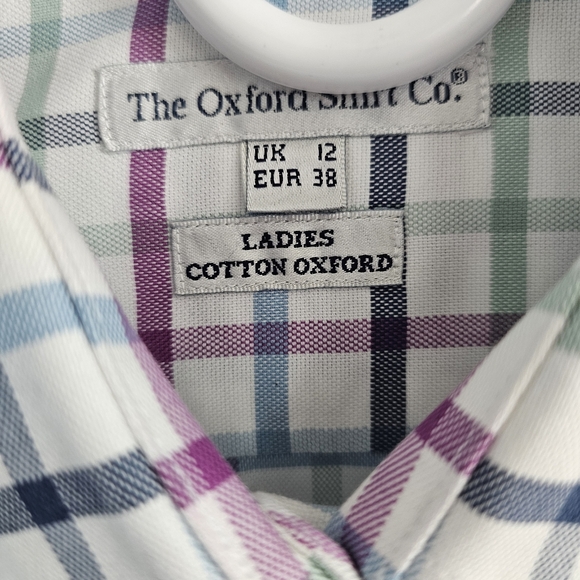 The Oxford Shirt Co.®
UK 12
EUR 38
LADIES
COTTON OXFORD